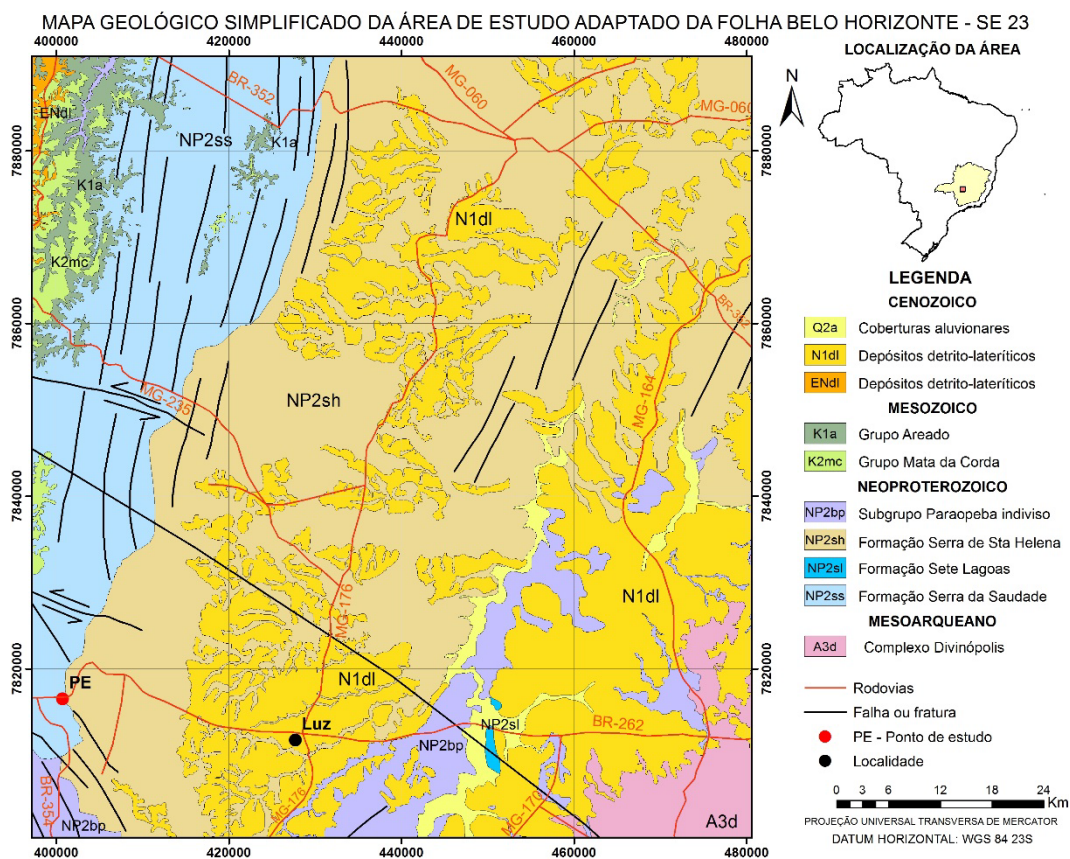 MAPA GEOLÓGICO SIMPLIFICADO DA ÁREA DE ESTUDO ADAPTADO DA FOLHA BELO HORIZONTE - SE 23
400000 420000 440000 460000 480000
7880000
7860000
7840000
7820000
7880000
7860000
7840000
7820000
BR-352
MG-060
MG-060
ENdl
NP2ss
K1a
K1a
N1dl
K2mc
BR-352
MG-235
NP2sh
MG-164
MG-176
N1dl
N1dl
PE
Luz
NP2sl
BR-262
NP2bp
BR-354
MG-176
MG-170
NP2bp
A3d
400000 420000 440000 460000 480000
LOCALIZAÇÃO DA ÁREA
N
LEGENDA
CENOZOICO
Q2a Coberturas aluvionares
N1dl Depósitos detrito-lateríticos
ENdl Depósitos detrito-lateríticos
MESOZOICO
K1a Grupo Areado
K2mc Grupo Mata da Corda
NEOPROTEROZOICO
NP2bp Subgrupo Paraopeba indiviso
NP2sh Formação Serra de Sta Helena
NP2sl Formação Sete Lagoas
NP2ss Formação Serra da Saudade
MESOARQUEANO
A3d Complexo Divinópolis
Rodovias
Falha ou fratura
PE - Ponto de estudo
Localidade
0 3 6 12 18 24
Km
PROJEÇÃO UNIVERSAL TRANSVERSA DE MERCATOR
DATUM HORIZONTAL: WGS 84 23S